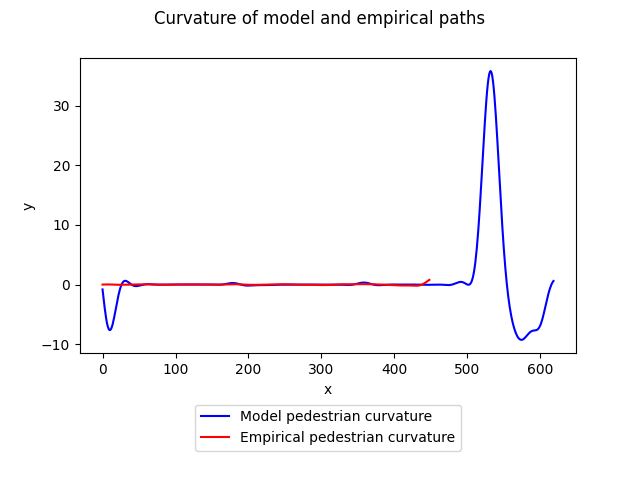 Curvature of model and empirical paths
y
30
20
10
0
−10
0 100 200 300 400 500 600
x
Model pedestrian curvature
Empirical pedestrian curvature